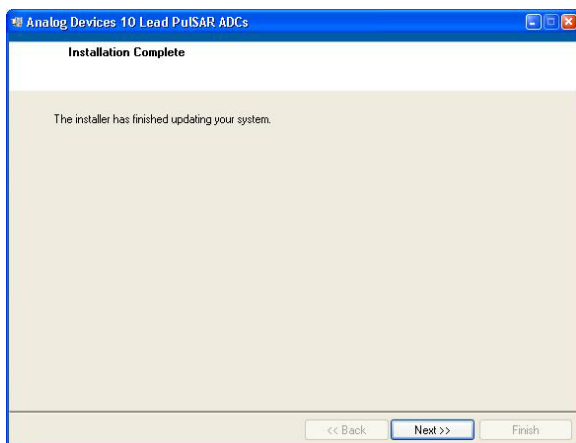 Analog Devices 10 Lead PulSAR ADCs
Installation Complete
The installer has finished updating your system.
<< Back
Next >>
Finish